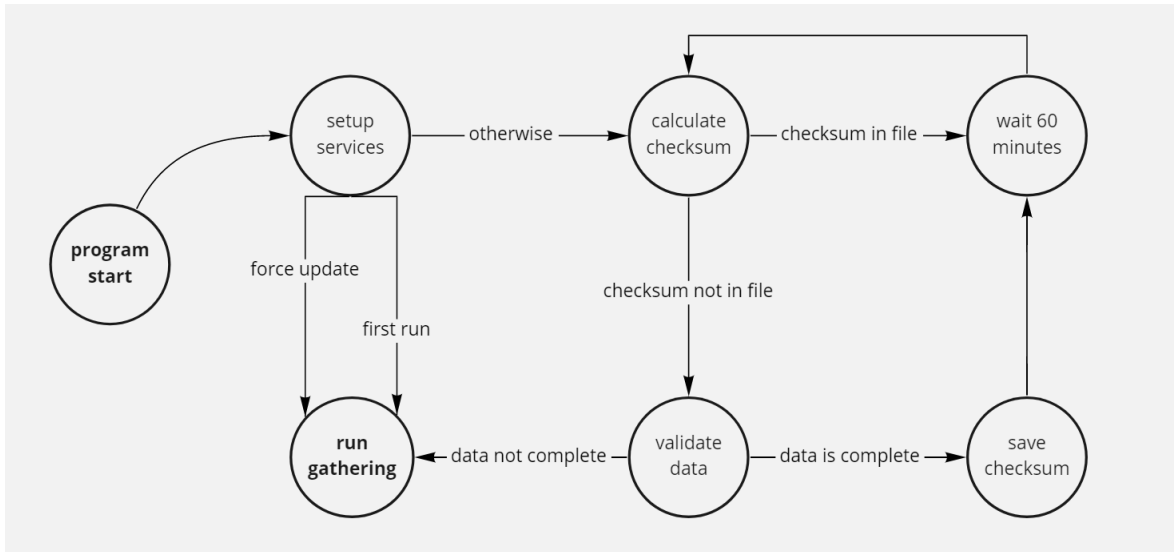 setup
services
otherwise
calculate
checksum
checksum in file
wait 60
minutes
program
start
force update
first run
checksum not in file
run
gathering
data not complete
validate
data
data is complete
save
checksum